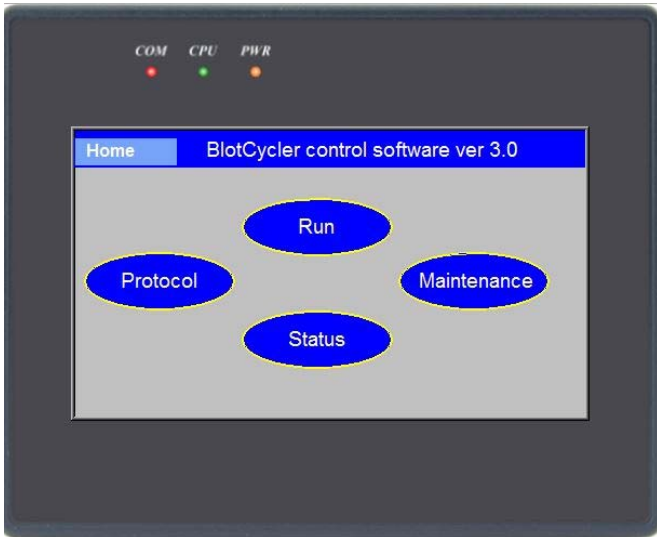 COM CPU PWR
Home BlotCycler control software ver 3.0
Run
Protocol Maintenance
Status